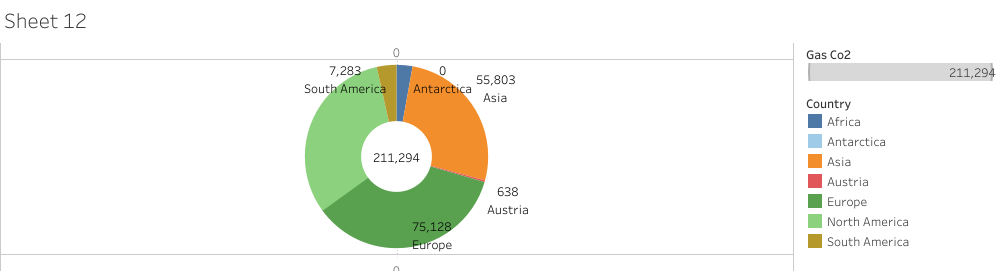 Sheet 12
0
7,283
South America
0
Antarctica
55,803
Asia
211,294
638
Austria
75,128
Europe
0
Gas Co2
211,294
Country
Africa
Antarctica
Asia
Austria
Europe
North America
South America